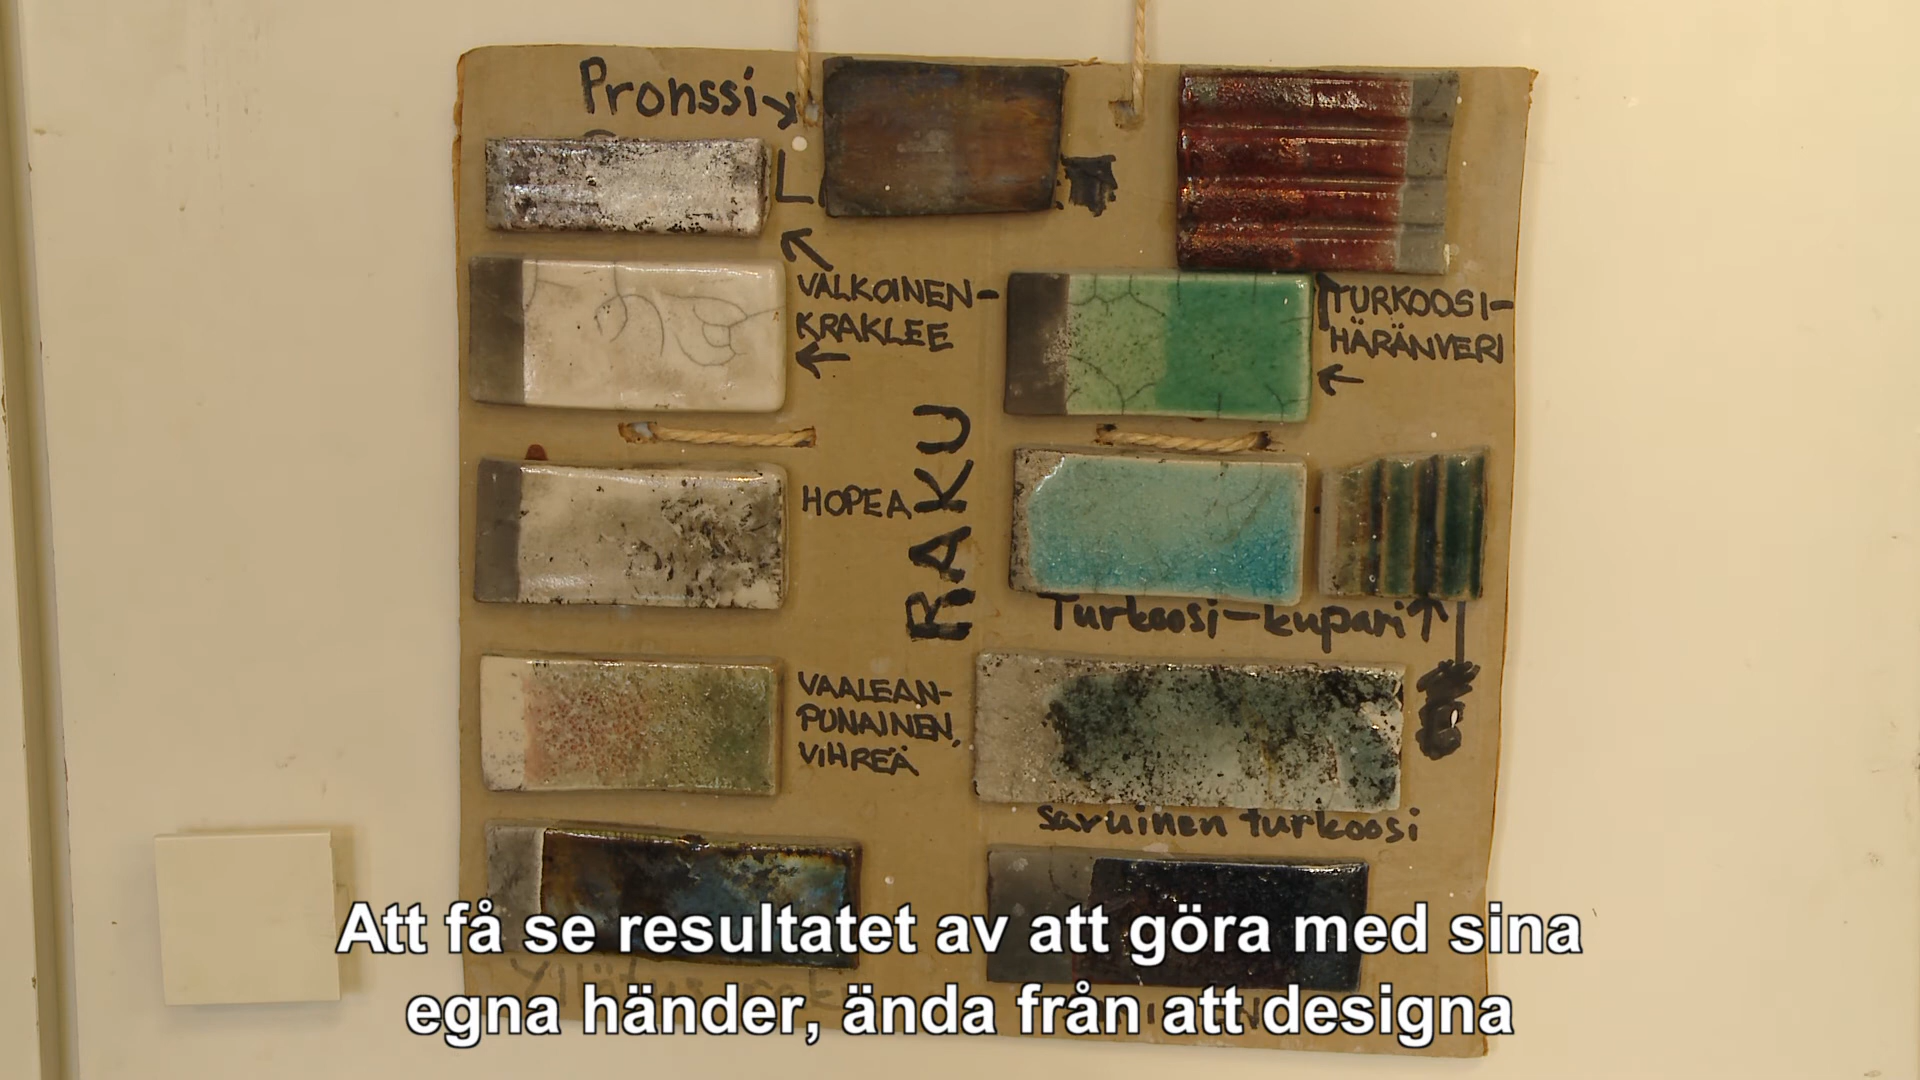 Pronssi
VALKOINEN-
KRAKLEE
TURKOOSI-
HÄRÄNVERI
HOPEA
RAKU
Turkoosi-kupari
VAALEAN-
PUNAINEN,
VIHREÄ
savuinen turkoosi
Att få se resultatet av att göra med sina
egna händer, ända från att designa